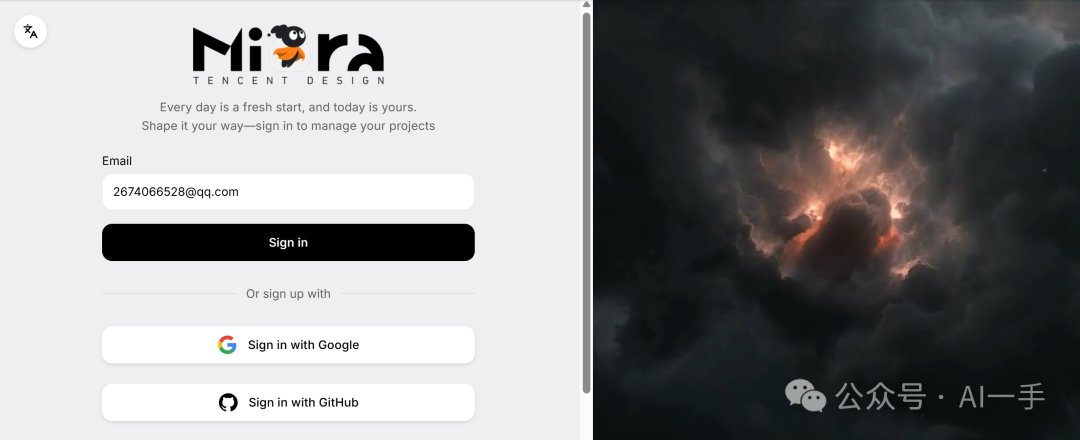 Miora
TENCENT DESIGN
Every day is a fresh start, and today is yours.
Shape it your way—sign in to manage your projects
Email
2674066528@qq.com
Sign in
Or sign up with
Sign in with Google
Sign in with GitHub
公众号 · AI一手